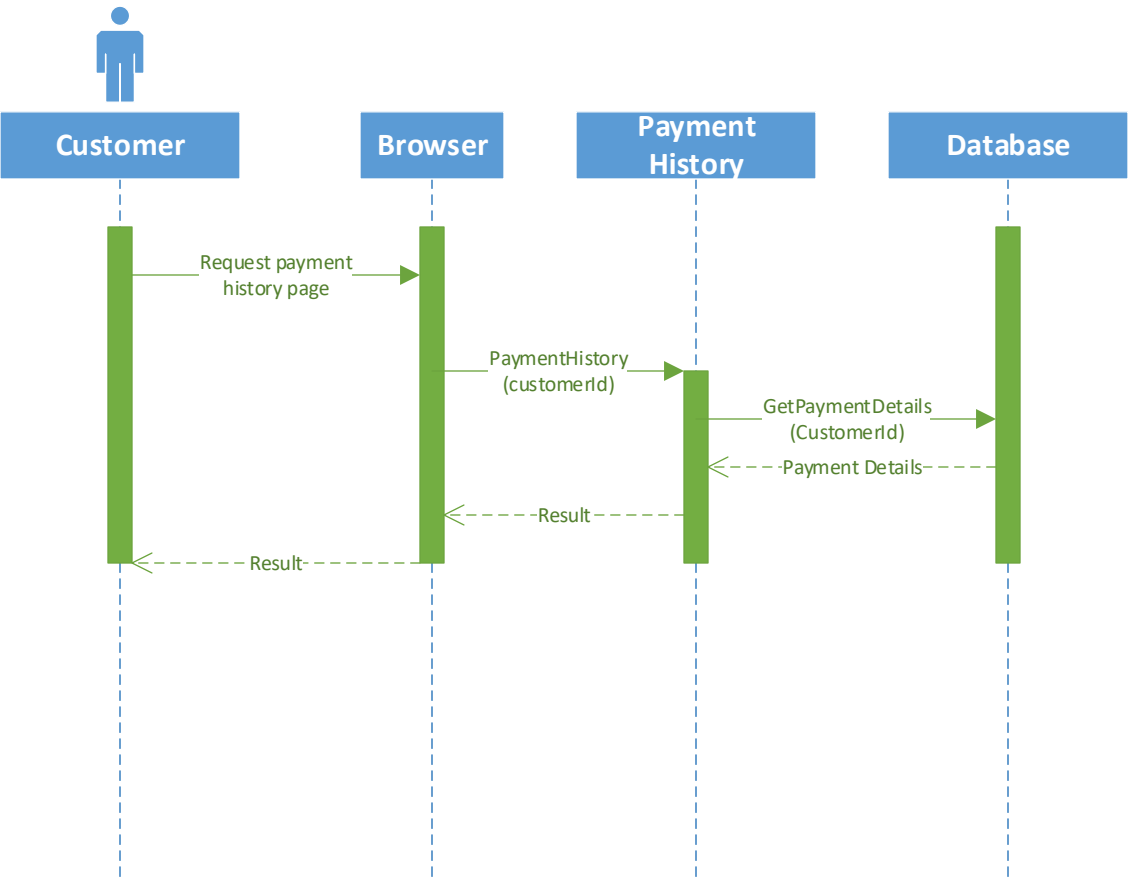 Customer
Browser
Payment
History
Database
Request payment
history page
PaymentHistory
(customerId)
GetPaymentDetails
(CustomerId)
Payment Details
Result
Result